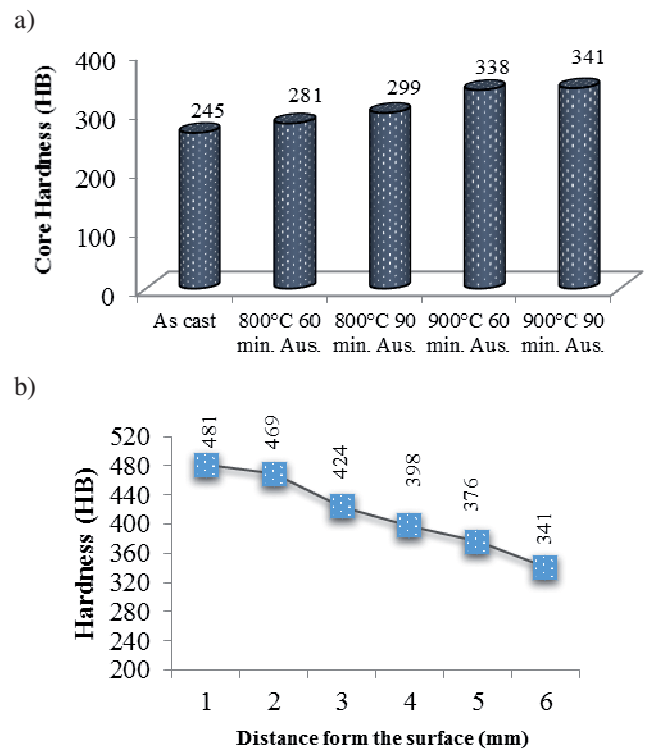 a)
Core Hardness (HB)
400
300
200
100
0
245
281
299
338
341
As cast
800°C 60
min. Aus.
800°C 90
min. Aus.
900°C 60
min. Aus.
900°C 90
min. Aus.
b)
Hardness (HB)
520
480
440
400
360
320
280
240
200
481
469
424
398
376
341
1 2 3 4 5 6
Distance form the surface (mm)